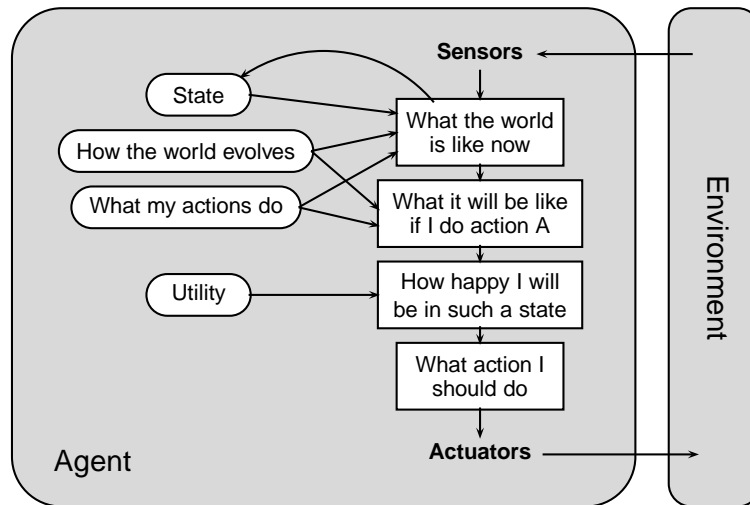 Sensors
State
What the world
is like now
How the world evolves
What my actions do
What it will be like
if I do action A
Utility
How happy I will
be in such a state
What action I
should do
Actuators
Agent
Environment